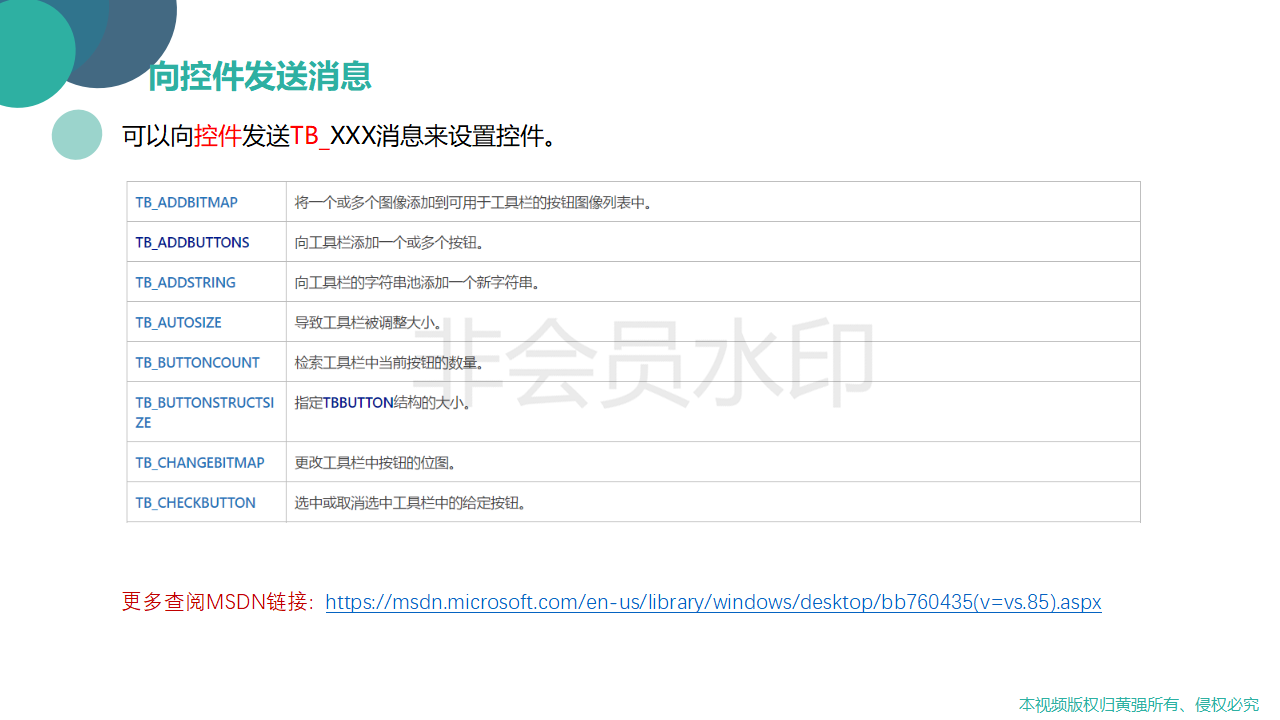 向控件发送消息
可以向控件发送TB_XXX消息来设置控件。
TB_ADDBITMAP 将一个或多个图像添加到可用于工具栏的按钮图像列表中。
TB_ADDBUTTONS 向工具栏添加一个或多个按钮。
TB_ADDSTRING 向工具栏的字符串池添加一个新字符串。
TB_AUTOSIZE 导致工具栏被调整大小。
TB_BUTTONCOUNT 检索工具栏中当前按钮的数量。
TB_BUTTONSTRUCTSI 指定TBBUTTON结构的大小。
ZE
TB_CHANGEBITMAP 更改工具栏中按钮的位图。
TB_CHECKBUTTON 选中或取消选中工具栏中的给定按钮。
非会员水印
更多查阅MSDN链接：https://msdn.microsoft.com/en-us/library/windows/desktop/bb760435(v=vs.85).aspx
本视频版权归黄强所有、侵权必究